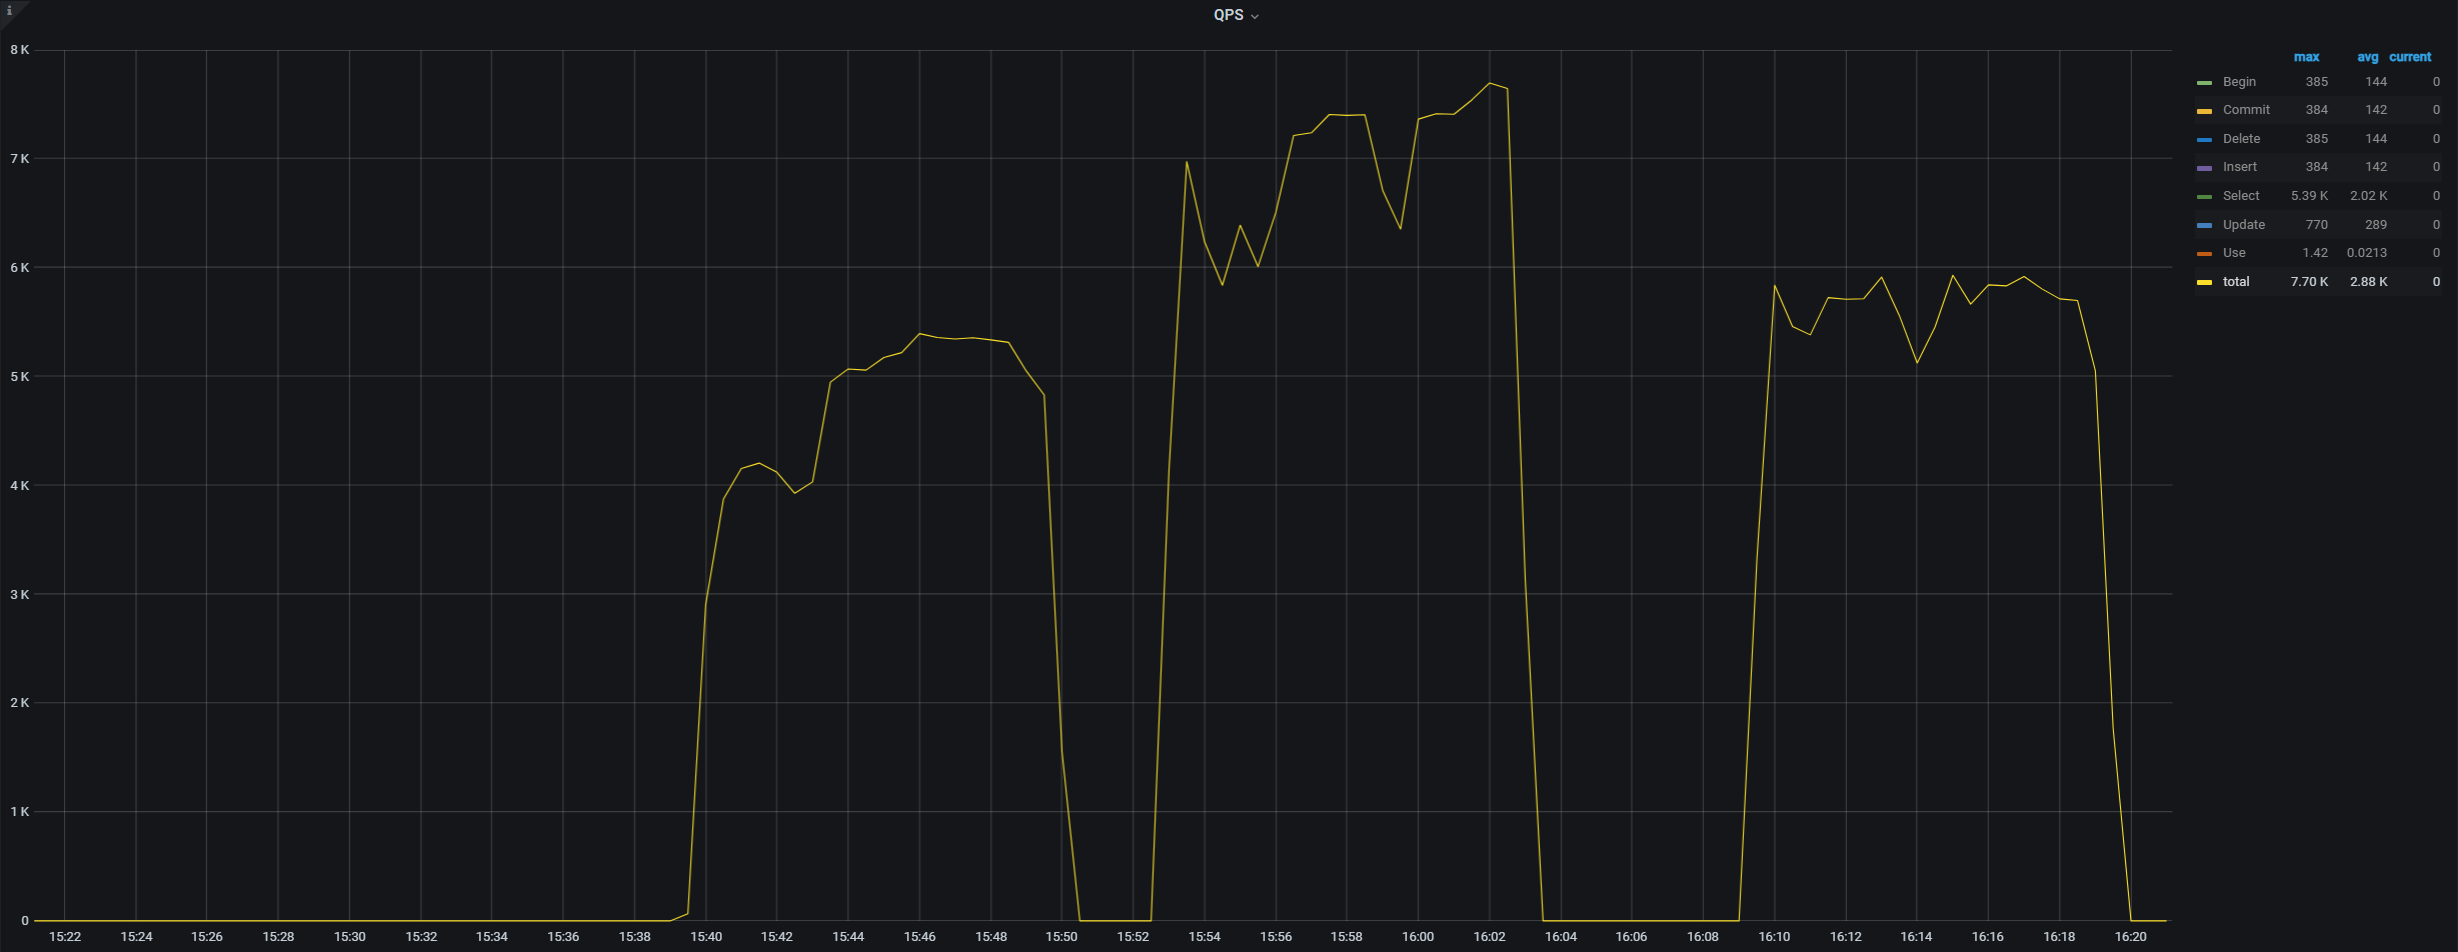 i
QPS
8 K
7 K
6 K
5 K
4 K
3 K
2 K
1 K
0
15:22 15:24 15:26 15:28 15:30 15:32 15:34 15:36 15:38 15:40 15:42 15:44 15:46 15:48 15:50 15:52 15:54 15:56 15:58 16:00 16:02 16:04 16:06 16:08 16:10 16:12 16:14 16:16 16:18 16:20
max avg current
Begin 385 144 0
Commit 384 142 0
Delete 385 144 0
Insert 384 142 0
Select 5.39 K 2.02 K 0
Update 770 289 0
Use 1.42 0.0213 0
total 7.70 K 2.88 K 0